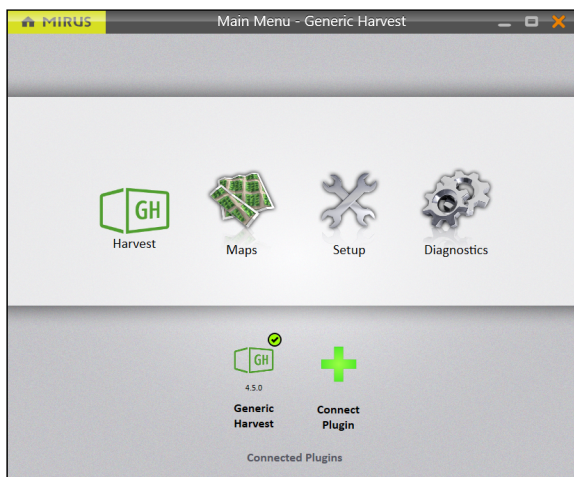 MIRUS
Main Menu - Generic Harvest
GH
Harvest
Maps
Setup
Diagnostics
GH
4.5.0
Generic
Harvest
Connect
Plugin
Connected Plugins